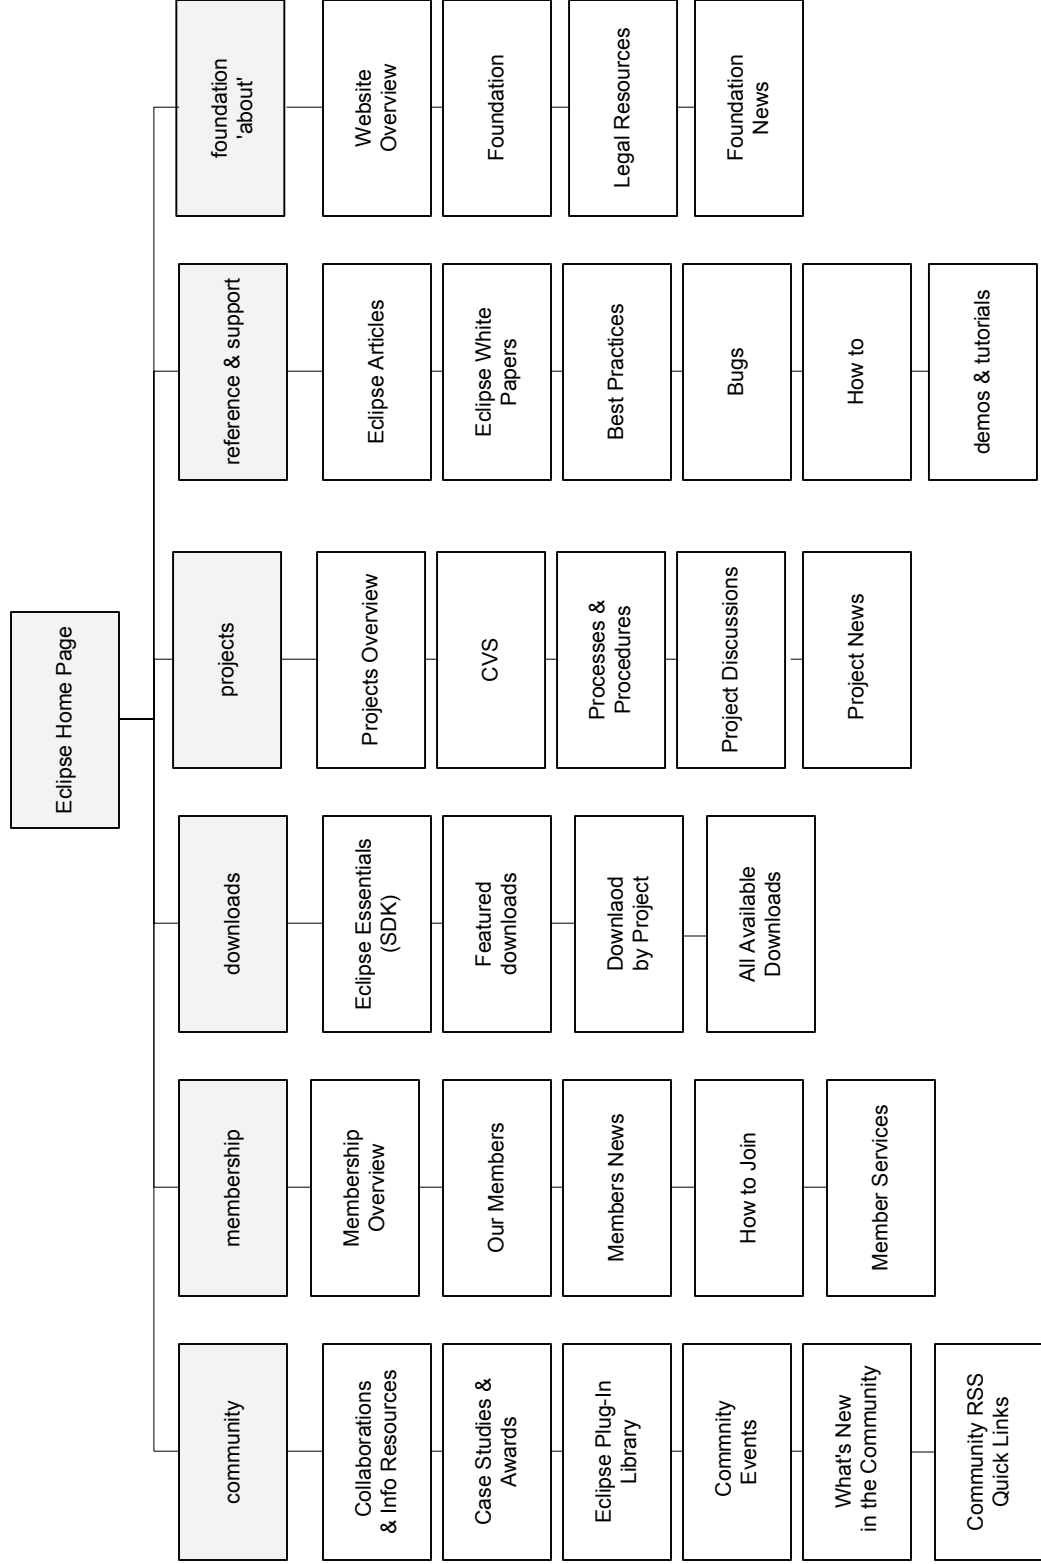 Eclipse Home Page
community
membership
downloads
projects
reference & support
foundation
'about'
Collaborations
& Info Resources
Case Studies &
Awards
Eclipse Plug-In
Library
Commnity
Events
What's New
in the Community
Community RSS
Quick Links
Membership
Overview
Our Members
Members News
How to Join
Member Services
Eclipse Essentials
(SDK)
Featured
downloads
Downlaod
by Project
All Available
Downloads
Projects Overview
CVS
Processes &
Procedures
Project Discussions
Project News
Eclipse Articles
Eclipse White
Papers
Best Practices
Bugs
How to
demos & tutorials
Website
Overview
Foundation
Legal Resources
Foundation
News